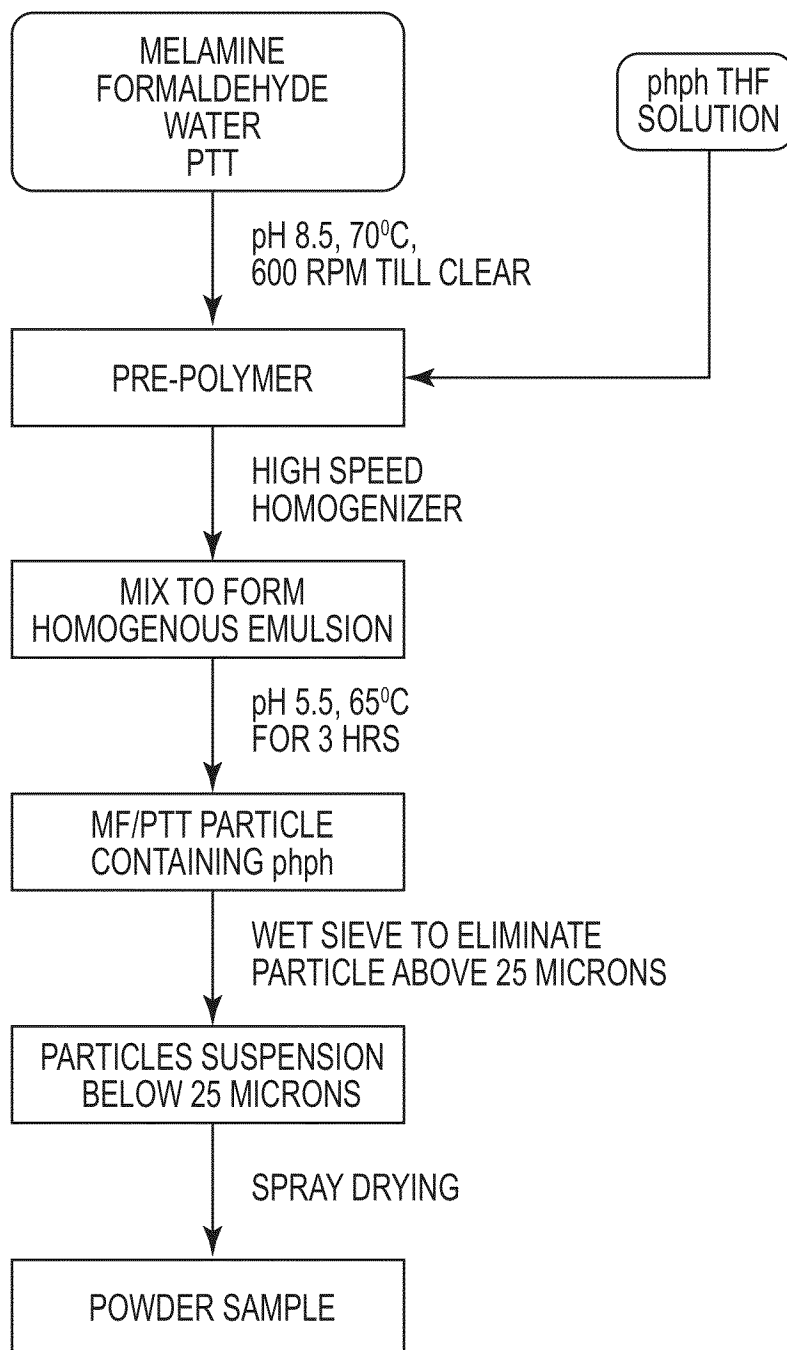 MELAMINE
FORMALDEHYDE
WATER
PTT
phph THF
SOLUTION
pH 8.5, 70⁰C,
600 RPM TILL CLEAR
PRE-POLYMER
HIGH SPEED
HOMOGENIZER
MIX TO FORM
HOMOGENOUS EMULSION
pH 5.5, 65⁰C
FOR 3 HRS
MF/PTT PARTICLE
CONTAINING phph
WET SIEVE TO ELIMINATE
PARTICLE ABOVE 25 MICRONS
PARTICLES SUSPENSION
BELOW 25 MICRONS
SPRAY DRYING
POWDER SAMPLE